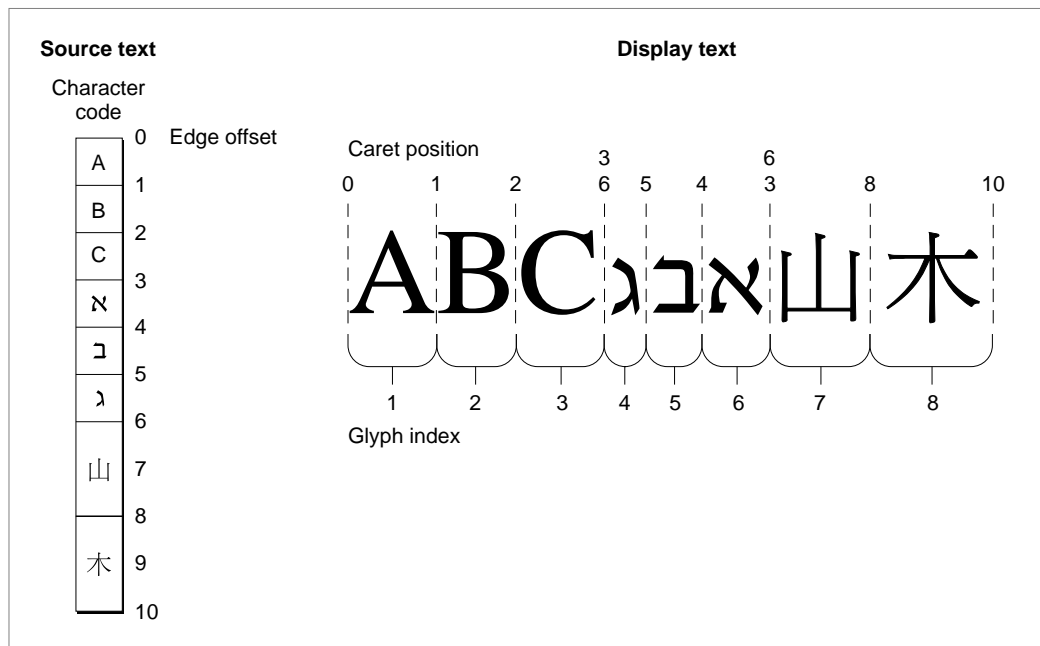 Source text
Character
code
0 Edge offset
A
1
B
2
C
3
א
4
ב
5
ג
6
山
7
8
木
9
10
Display text
Caret position
3 6
0 1 2 6 5 4 3 8 10
ABCאבג山木
1 2 3 4 5 6 7 8
Glyph index